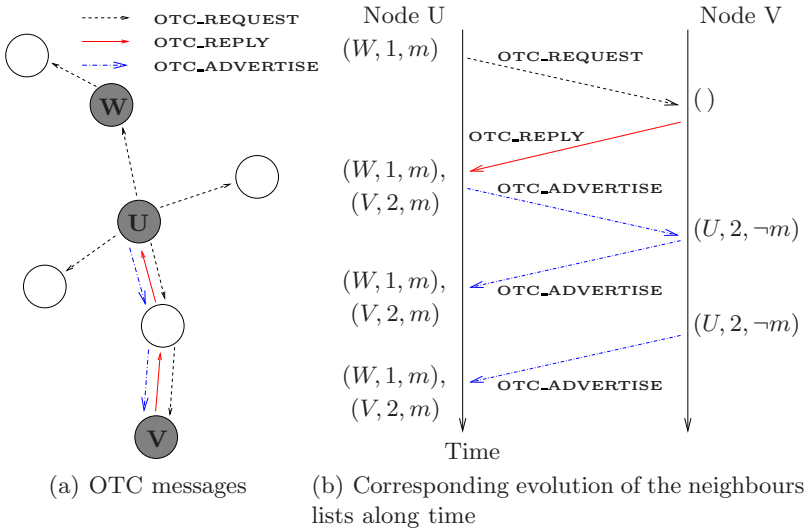 OTC_REQUEST
OTC_REPLY
OTC_ADVERTISE
W
U
V
(a) OTC messages
Node U
Node V
(W, 1, m)
OTC_REQUEST
( )
OTC_REPLY
(W, 1, m),
(V, 2, m)
OTC_ADVERTISE
(U, 2, ¬m)
(W, 1, m),
(V, 2, m)
OTC_ADVERTISE
(U, 2, ¬m)
(W, 1, m),
(V, 2, m)
OTC_ADVERTISE
Time
(b) Corresponding evolution of the neighbours
lists along time